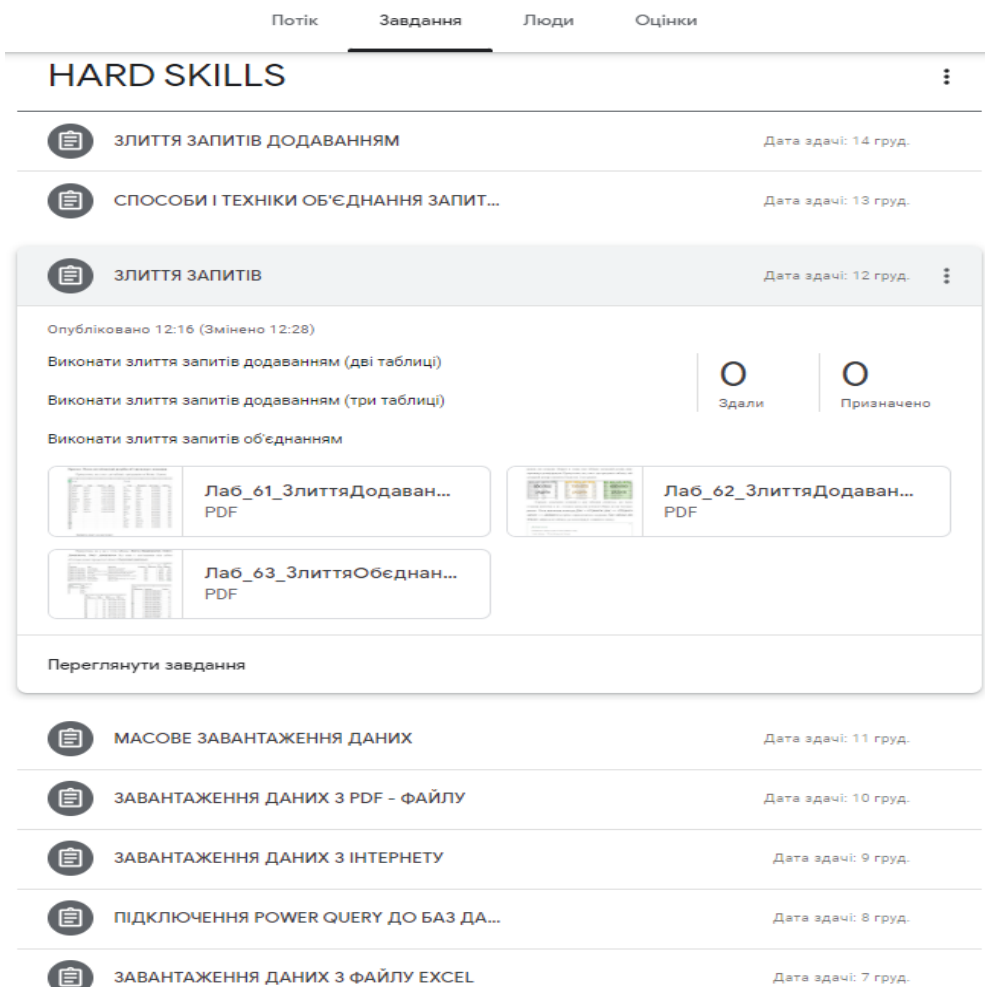 Потік Завдання Люди Оцінки
HARD SKILLS
ЗЛИТТЯ ЗАПИТІВ ДОДАВАННЯМ Дата здачі: 14 груд.
СПОСОБИ І ТЕХНІКИ ОБ'ЄДНАННЯ ЗАПИТ... Дата здачі: 13 груд.
ЗЛИТТЯ ЗАПИТІВ Дата здачі: 12 груд.
Опубліковано 12:16 (Змінено 12:28)
Виконати злиття запитів додаванням (дві таблиці)
Виконати злиття запитів додаванням (три таблиці)
Виконати злиття запитів об'єднанням
0 Здали
0 Призначено
Лаб_61_ЗлиттяДодаван...
PDF
Лаб_62_ЗлиттяДодаван...
PDF
Лаб_63_ЗлиттяОбєднан...
PDF
Переглянути завдання
МАСОВЕ ЗАВАНТАЖЕННЯ ДАНИХ Дата здачі: 11 груд.
ЗАВАНТАЖЕННЯ ДАНИХ З PDF - ФАЙЛУ Дата здачі: 10 груд.
ЗАВАНТАЖЕННЯ ДАНИХ З ІНТЕРНЕТУ Дата здачі: 9 груд.
ПІДКЛЮЧЕННЯ POWER QUERY ДО БАЗ ДА... Дата здачі: 8 груд.
ЗАВАНТАЖЕННЯ ДАНИХ З ФАЙЛУ EXCEL Дата здачі: 7 груд.